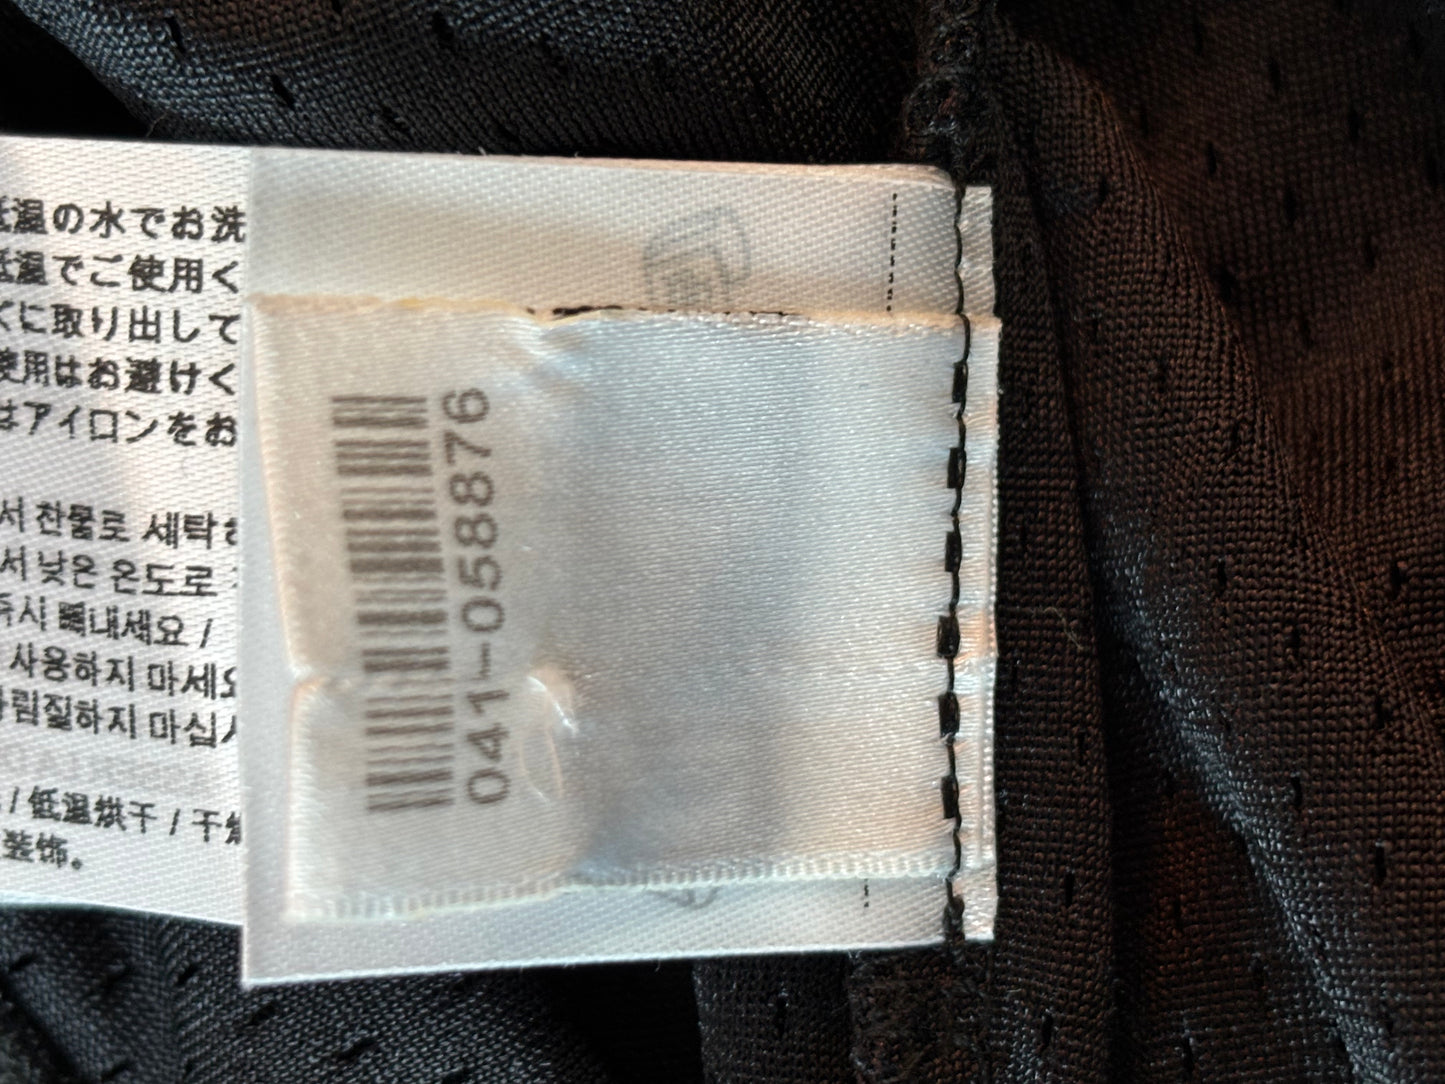 低温の水でお洗
低温でご使用く
に取り出して
使用はお避けく
はアイロンをお
서 찬물로 세탁
서 낮은 온도로
즉시 빼내세요 /
사용하지 마세요
다림질하지 마십시
/ 低温烘干 / 干燥
装饰。
041-058876